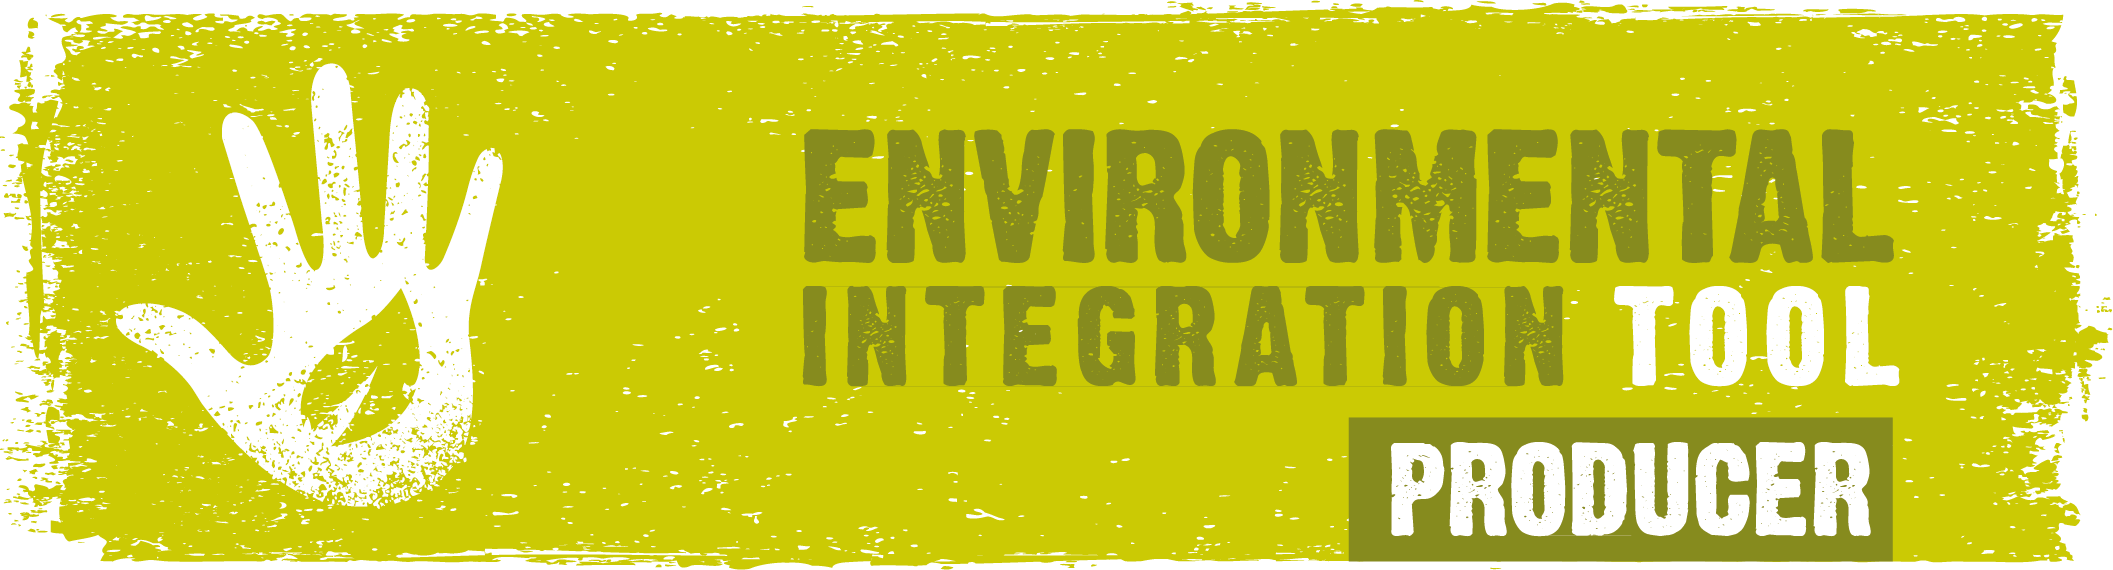 ENVIRONMENTAL
INTEGRATION TOOL
PRODUCER